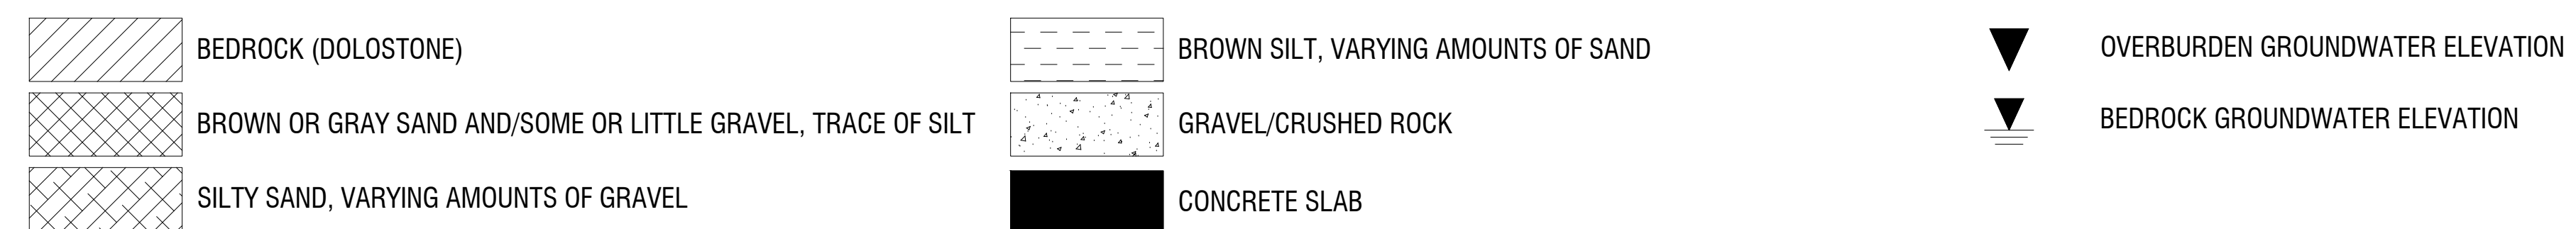 BEDROCK (DOLOSTONE)
BROWN OR GRAY SAND AND/SOME OR LITTLE GRAVEL, TRACE OF SILT
SILTY SAND, VARYING AMOUNTS OF GRAVEL
BROWN SILT, VARYING AMOUNTS OF SAND
GRAVEL/CRUSHED ROCK
CONCRETE SLAB
OVERBURDEN GROUNDWATER ELEVATION
BEDROCK GROUNDWATER ELEVATION